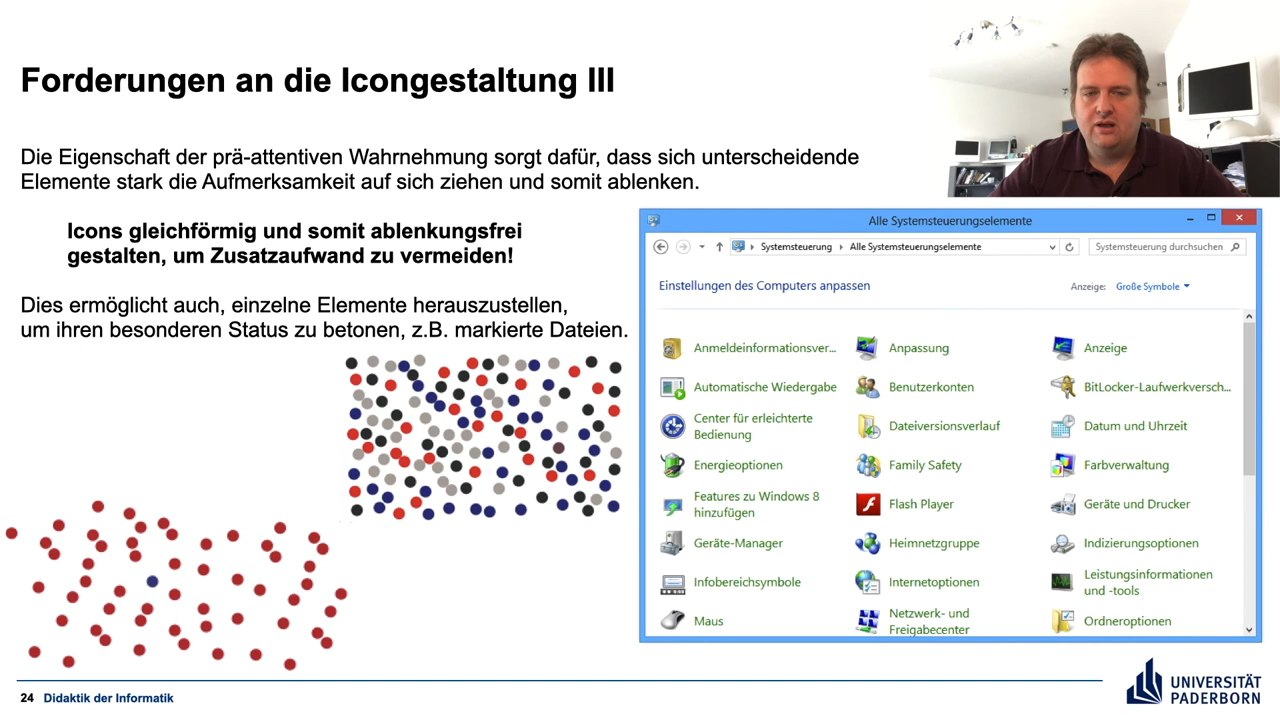 Forderungen an die Icongestaltung III
Die Eigenschaft der prä-attentiven Wahrnehmung sorgt dafür, dass sich unterscheidende
Elemente stark die Aufmerksamkeit auf sich ziehen und somit ablenken.
Icons gleichförmig und somit ablenkungsfrei
gestalten, um Zusatzaufwand zu vermeiden!
Dies ermöglicht auch, einzelne Elemente herauszustellen,
um ihren besonderen Status zu betonen, z.B. markierte Dateien.
Alle Systemsteuerungselemente
Systemsteuerung Alle Systemsteuerungselemente
Systemsteuerung durchsuchen
Einstellungen des Computers anpassen
Anzeige: Große Symbole
Anmeldeinformationsver...
Anpassung
Anzeige
Automatische Wiedergabe
Benutzerkonten
BitLocker-Laufwerkversch...
Center für erleichterte
Bedienung
Dateiversionsverlauf
Datum und Uhrzeit
Energieoptionen
Family Safety
Farbverwaltung
Features zu Windows 8
hinzufügen
Flash Player
Geräte und Drucker
Geräte-Manager
Heimnetzgruppe
Indizierungsoptionen
Infobereichsymbole
Internetoptionen
Leistungsinformationen
und -tools
Maus
Netzwerk- und
Freigabecenter
Ordneroptionen
24 Didaktik der Informatik
UNIVERSITÄT
PADERBORN